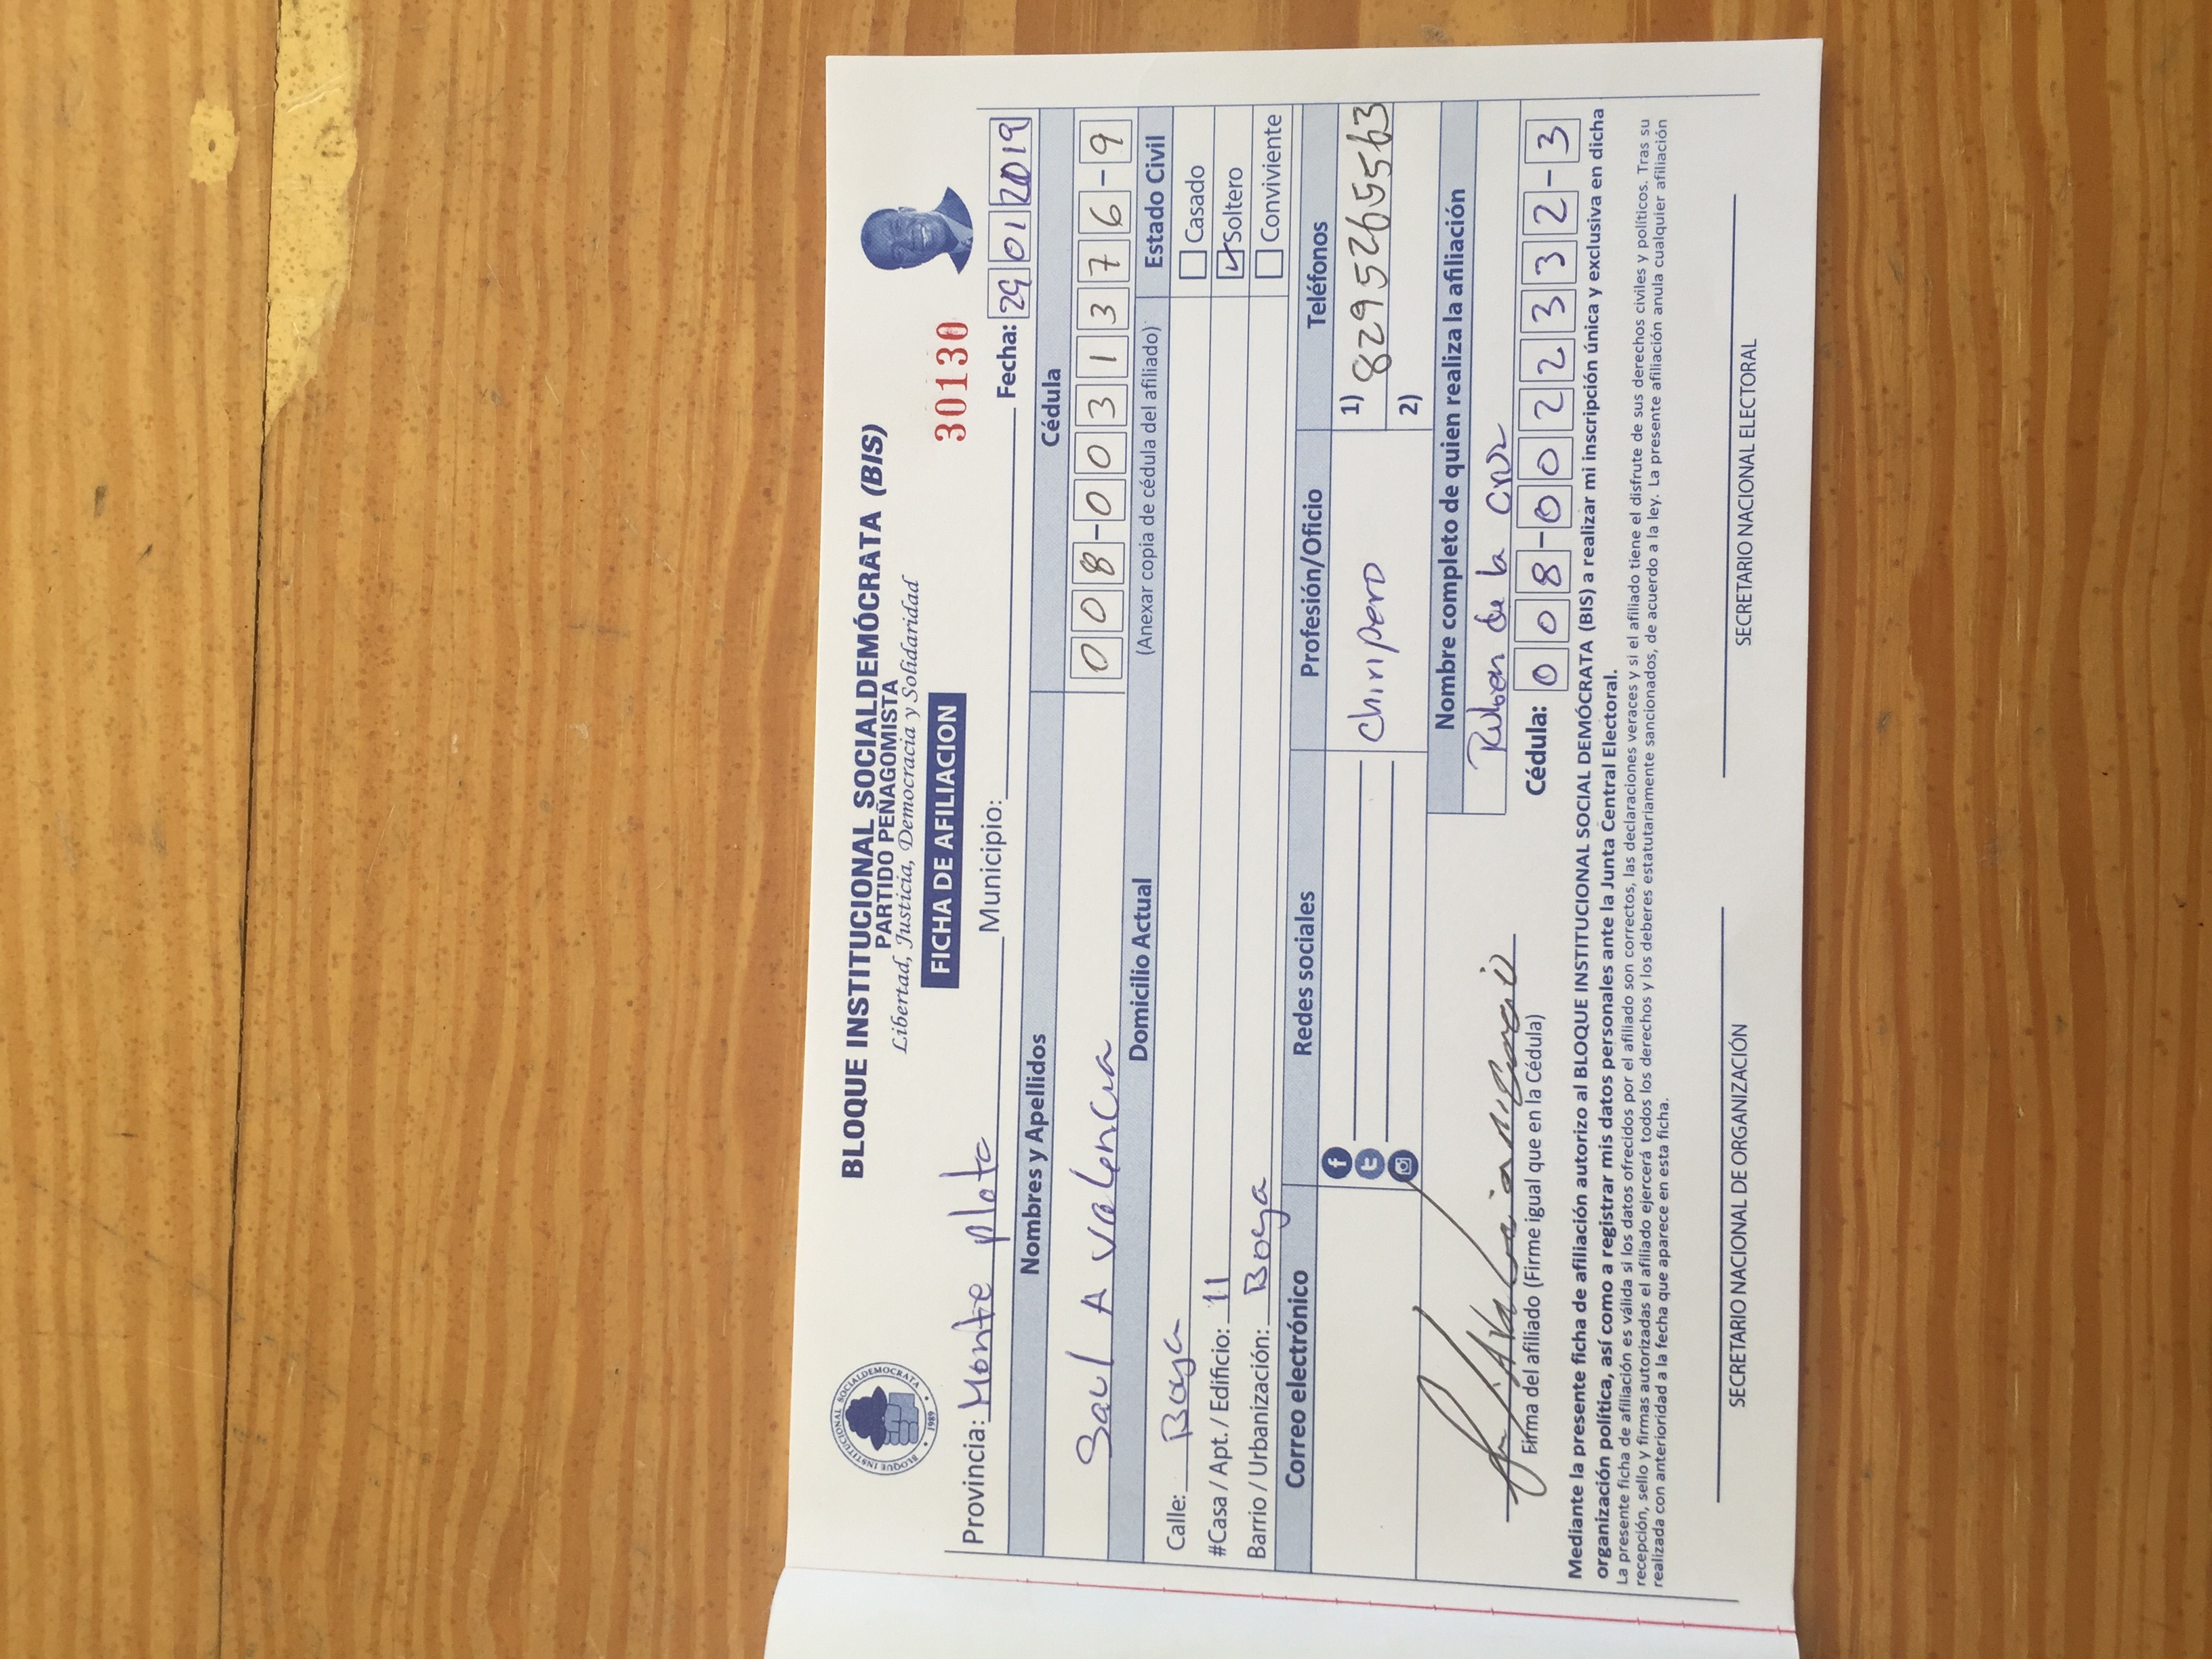 BLOQUE INSTITUCIONAL SOCIALDEMOCRATA • 1989 •
BLOQUE INSTITUCIONAL SOCIALDEMÓCRATA (BIS)
PARTIDO PEÑAGOMISTA
Libertad, Justicia, Democracia y Solidaridad
FICHA DE AFILIACION
30130
Provincia: Monte plata Municipio: Fecha: 29 01 2019
Nombres y Apellidos Cédula
Saul A valencia 008-0031376-9
Domicilio Actual (Anexar copia de cédula del afiliado) Estado Civil
Calle: Boya Casado
#Casa / Apt. / Edificio: 11 Soltero
Barrio / Urbanización: Boya Conviviente
Correo electrónico Redes sociales Profesión/Oficio Teléfonos
f chiripero 1) 8295265563
t 2)
Nombre completo de quien realiza la afiliación
Ruben de la cruz
Firma del afiliado (Firme igual que en la Cédula) Cédula: 008-0022332-3
Mediante la presente ficha de afiliación autorizo al BLOQUE INSTITUCIONAL SOCIAL DEMÓCRATA (BIS) a realizar mi inscripción única y exclusiva en dicha
organización política, así como a registrar mis datos personales ante la Junta Central Electoral.
La presente ficha de afiliación es válida si los datos ofrecidos por el afiliado son correctos, las declaraciones veraces y si el afiliado tiene el disfrute de sus derechos civiles y políticos. Tras su
recepción, sello y firmas autorizadas el afiliado ejercerá todos los derechos y los deberes estatutariamente sancionados, de acuerdo a la ley. La presente afiliación anula cualquier afiliación
realizada con anterioridad a la fecha que aparece en esta ficha.
SECRETARIO NACIONAL DE ORGANIZACIÓN SECRETARIO NACIONAL ELECTORAL